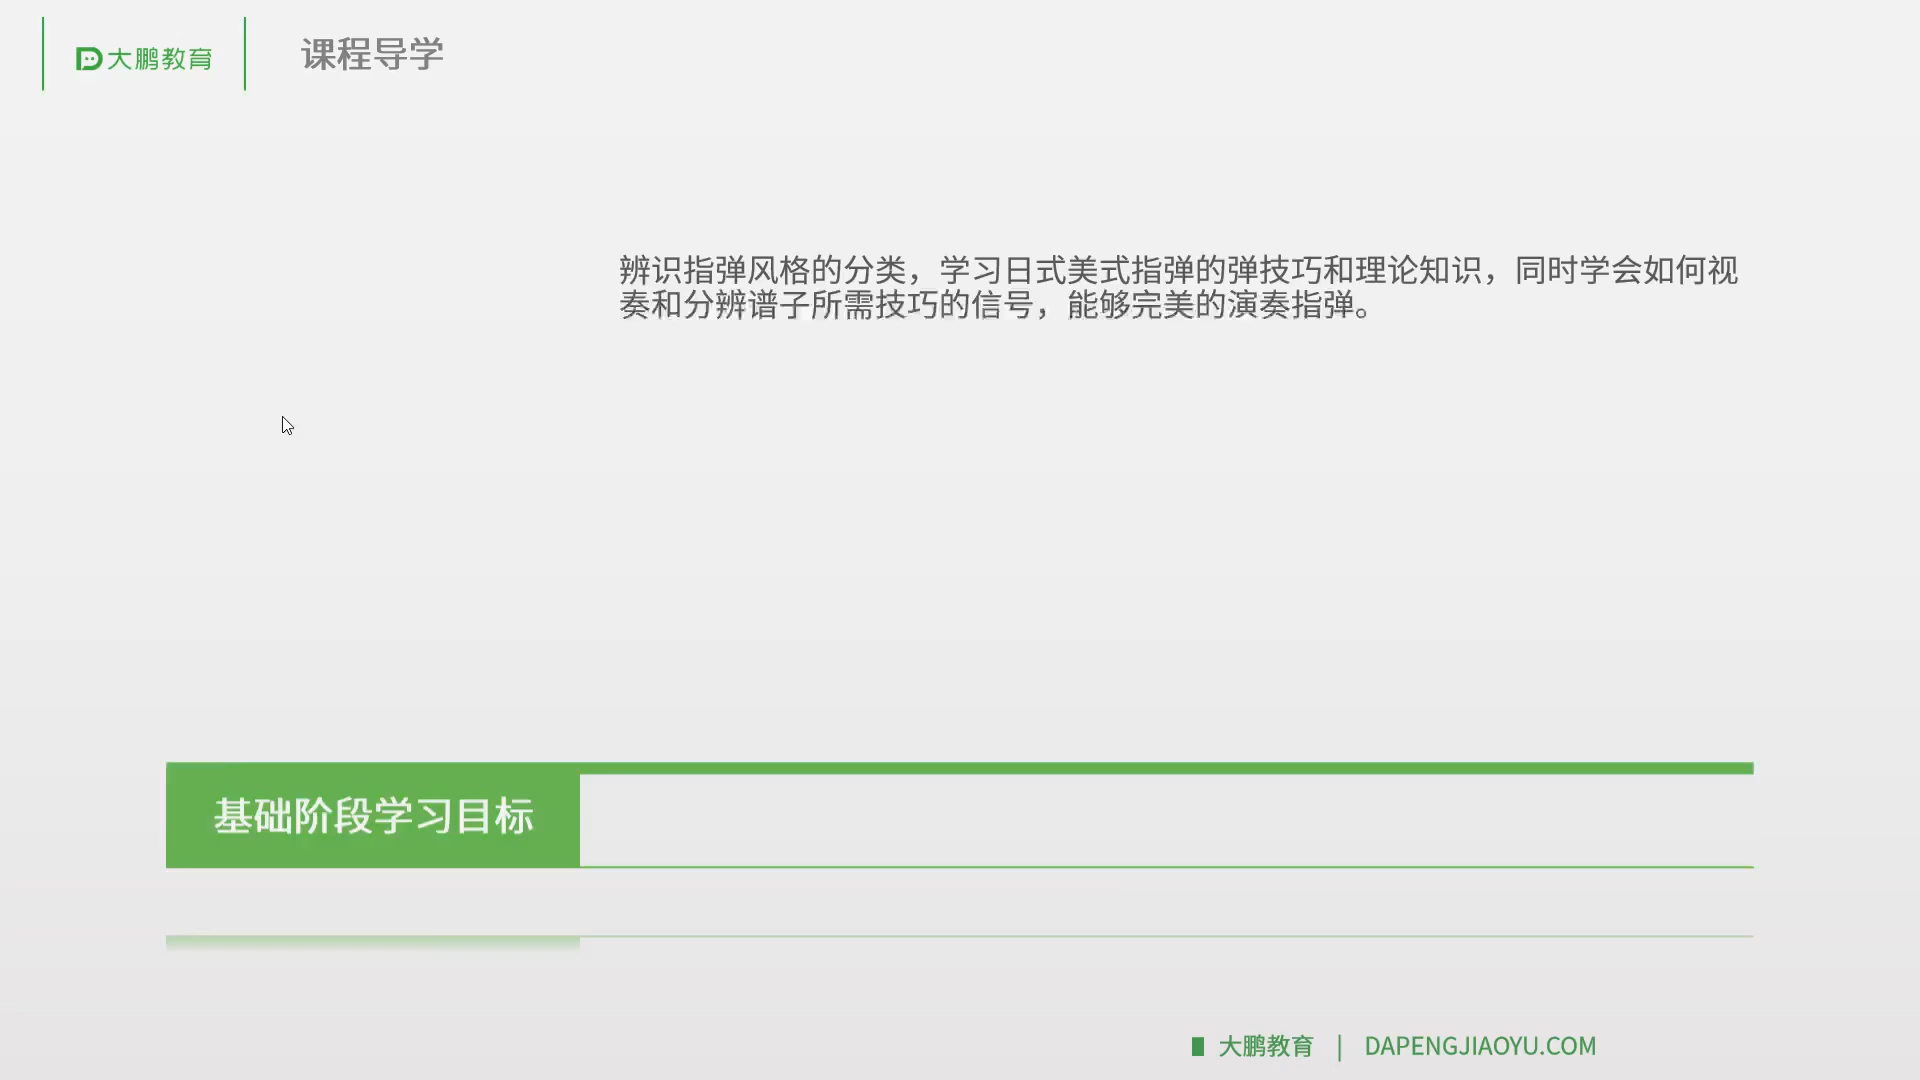 大鹏教育
课程导学
辨识指弹风格的分类，学习日式美式指弹的弹技巧和理论知识，同时学会如何视
奏和分辨谱子所需技巧的信号，能够完美的演奏指弹。
基础阶段学习目标
大鹏教育 | DAPENGJIAOYU.COM